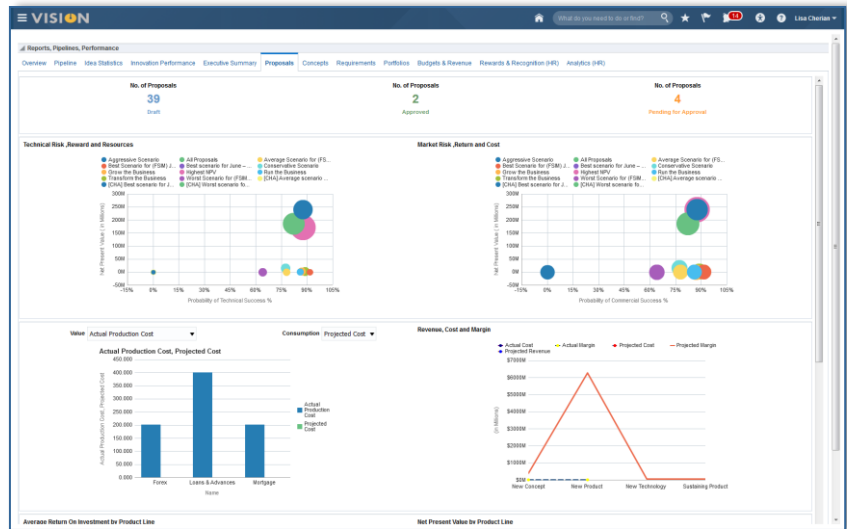 VISION
What do you need to do or find?
14
Lisa Cherian
Reports, Pipelines, Performance
Overview Pipeline Idea Statistics Innovation Performance Executive Summary Proposals Concepts Requirements Portfolios Budgets & Revenue Rewards & Recognition (HR) Analytics (HR)
No. of Proposals
39
Draft
No. of Proposals
2
Approved
No. of Proposals
4
Pending for Approval
Technical Risk ,Reward and Resources
Aggressive Scenario All Proposals Average Scenario for (FS...
Best Scenario for (FSIM) J... Best scenario for June – ... Conservative Scenario
Grow the Business Highest NPV Run the Business
Transform the Business Worst Scenario for (FSIM... [CHA] Average scenario ...
[CHA] Best scenario for J... [CHA] Worst scenario fo...
Net Present Value ( in Millions)
300M
250M
200M
150M
100M
50M
0M
-50M
-15% 0% 15% 30% 45% 60% 75% 90% 105%
Probability of Technical Success %
Market Risk ,Return and Cost
Aggressive Scenario All Proposals Average Scenario for (FS...
Best Scenario for (FSIM) J... Best scenario for June – ... Conservative Scenario
Grow the Business Highest NPV Run the Business
Transform the Business Worst Scenario for (FSIM... [CHA] Average scenario ...
[CHA] Best scenario for J... [CHA] Worst scenario fo...
Net Present Value ( in Millions)
300M
250M
200M
150M
100M
50M
0M
-50M
-15% 0% 15% 30% 45% 60% 75% 90% 105%
Probability of Commercial Success %
Value Actual Production Cost
Consumption Projected Cost
Actual Production Cost, Projected Cost
Actual Production Cost, Projected Cost
450.000
400.000
350.000
300.000
250.000
200.000
150.000
100.000
50.000
0.000
Forex Loans & Advances Mortgage
Name
Actual
Production
Cost
Projected
Cost
Revenue, Cost and Margin
Actual Cost Actual Margin Projected Cost Projected Margin
Projected Revenue
(in Millions)
$7000M
$6000M
$5000M
$4000M
$3000M
$2000M
$1000M
$0M
New Concept New Product New Technology Sustaining Product
Average Return On Investment by Product Line
Net Present Value by Product Line